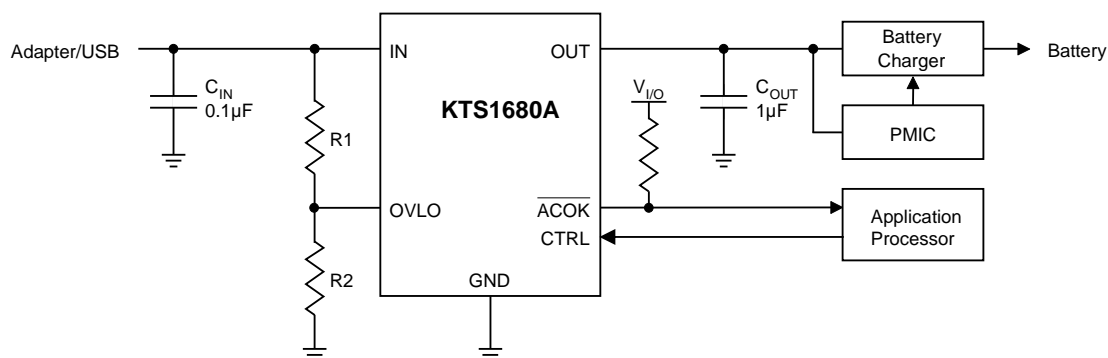 Adapter/USB
C_IN
0.1µF
R1
R2
IN
OUT
KTS1680A
OVLO
ACOK
CTRL
GND
V_I/O
C_OUT
1µF
Battery
Charger
Battery
PMIC
Application
Processor